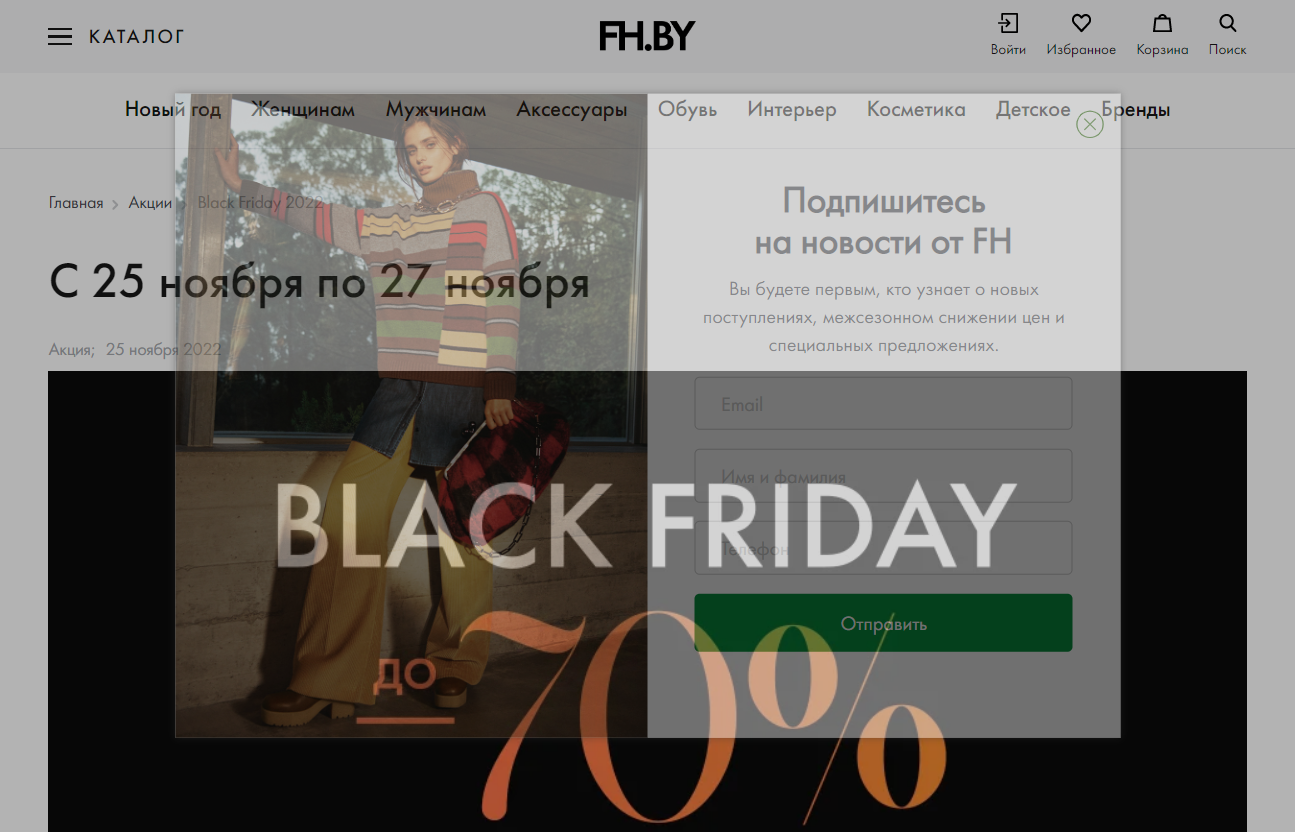 КАТАЛОГ
FH.BY
Войти
Избранное
Корзина
Поиск
Новый год Женщинам Мужчинам Аксессуары Обувь Интерьер Косметика Детское Бренды
Главная > Акции > Black Friday 2022
С 25 ноября по 27 ноября
Акция; 25 ноября 2022
Подпишитесь
на новости от FH
Вы будете первым, кто узнает о новых
поступлениях, межсезонном снижении цен и
специальных предложениях.
Email
Имя и фамилия
Телефон
Отправить
BLACK FRIDAY
ДО 70%